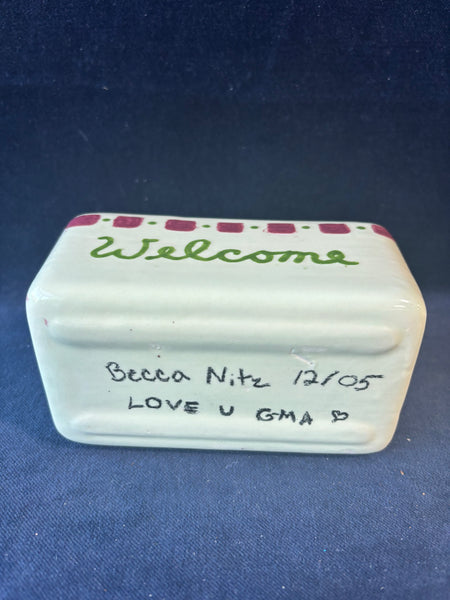 Welcome
Becca Nitz 12/05
LOVE U GMA ♡